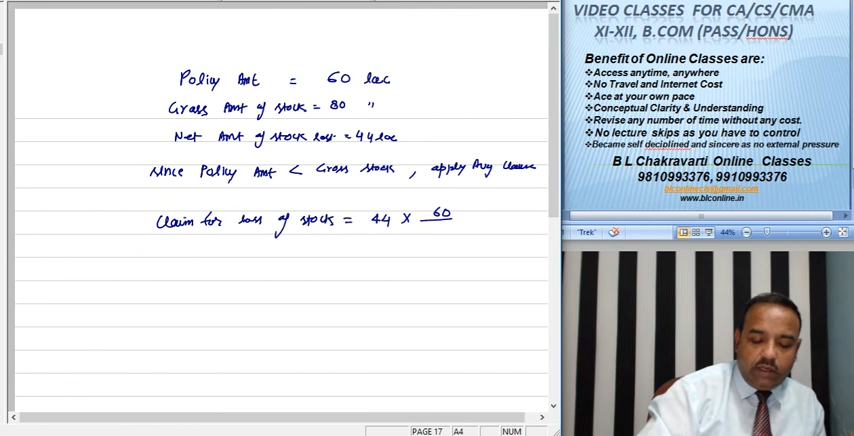 Policy Amt = 60 lac
Gross Amt of stock = 80 "
Net Amt of stock loss = 44 lac
since Policy Amt < Gross stock, apply Avg Clause
Claim for loss of stocks = 44 × 60
PAGE 17 A4 NUM
VIDEO CLASSES FOR CA/CS/CMA
XI-XII, B.COM (PASS/HONS)
Benefit of Online Classes are:
❖Access anytime, anywhere
❖No Travel and Internet Cost
❖Ace at your own pace
❖Conceptual Clarity & Understanding
❖Revise any number of time without any cost.
❖No lecture skips as you have to control
❖Became self deciplined and sincere as no external pressure
B L Chakravarti Online Classes
9810993376, 9910993376
www.blconline.in
"Trek" 44%